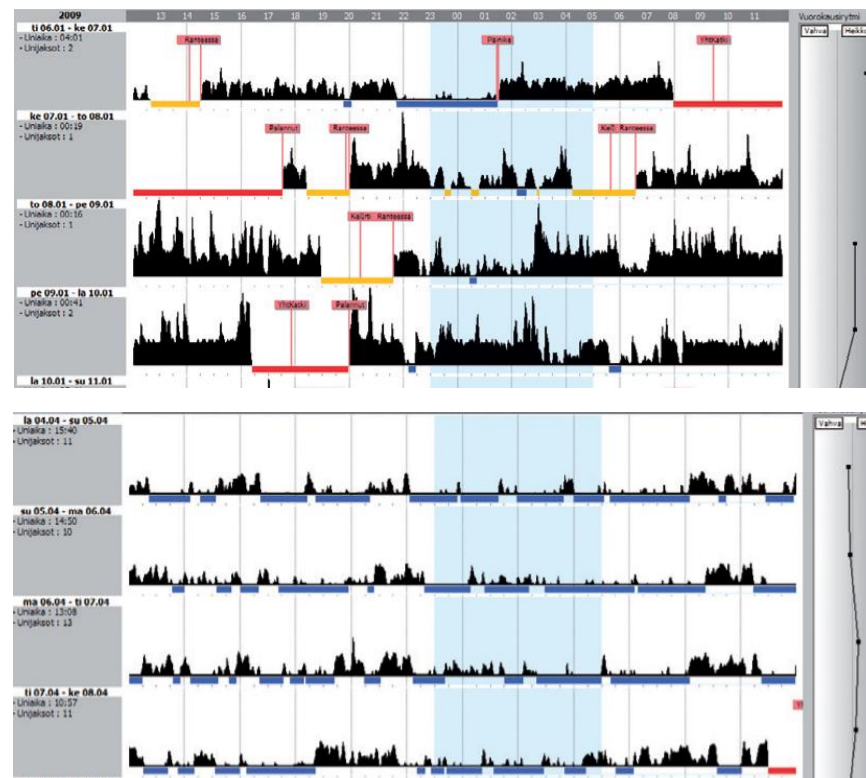 2009 13 14 15 16 17 18 19 20 21 22 23 00 01 02 03 04 05 06 07 08 09 10 11 Vuorokausirytmi
Vahva Heikko
ti 06.01 - ke 07.01
- Uniaika : 04:01
- Unijaksot : 2
Ranteessa Painike YhtKatki
ke 07.01 - to 08.01
- Uniaika : 00:19
- Unijaksot : 1
Palannut Ranteessa Ranteessa
to 08.01 - pe 09.01
- Uniaika : 00:16
- Unijaksot : 1
Ranteessa
pe 09.01 - la 10.01
- Uniaika : 00:41
- Unijaksot : 2
YhtKatki Palannut
la 10.01 - su 11.01
la 04.04 - su 05.04
- Uniaika : 15:40
- Unijaksot : 11
Vahva
su 05.04 - ma 06.04
- Uniaika : 14:50
- Unijaksot : 10
ma 06.04 - ti 07.04
- Uniaika : 13:08
- Unijaksot : 13
ti 07.04 - ke 08.04
- Uniaika : 10:57
- Unijaksot : 11